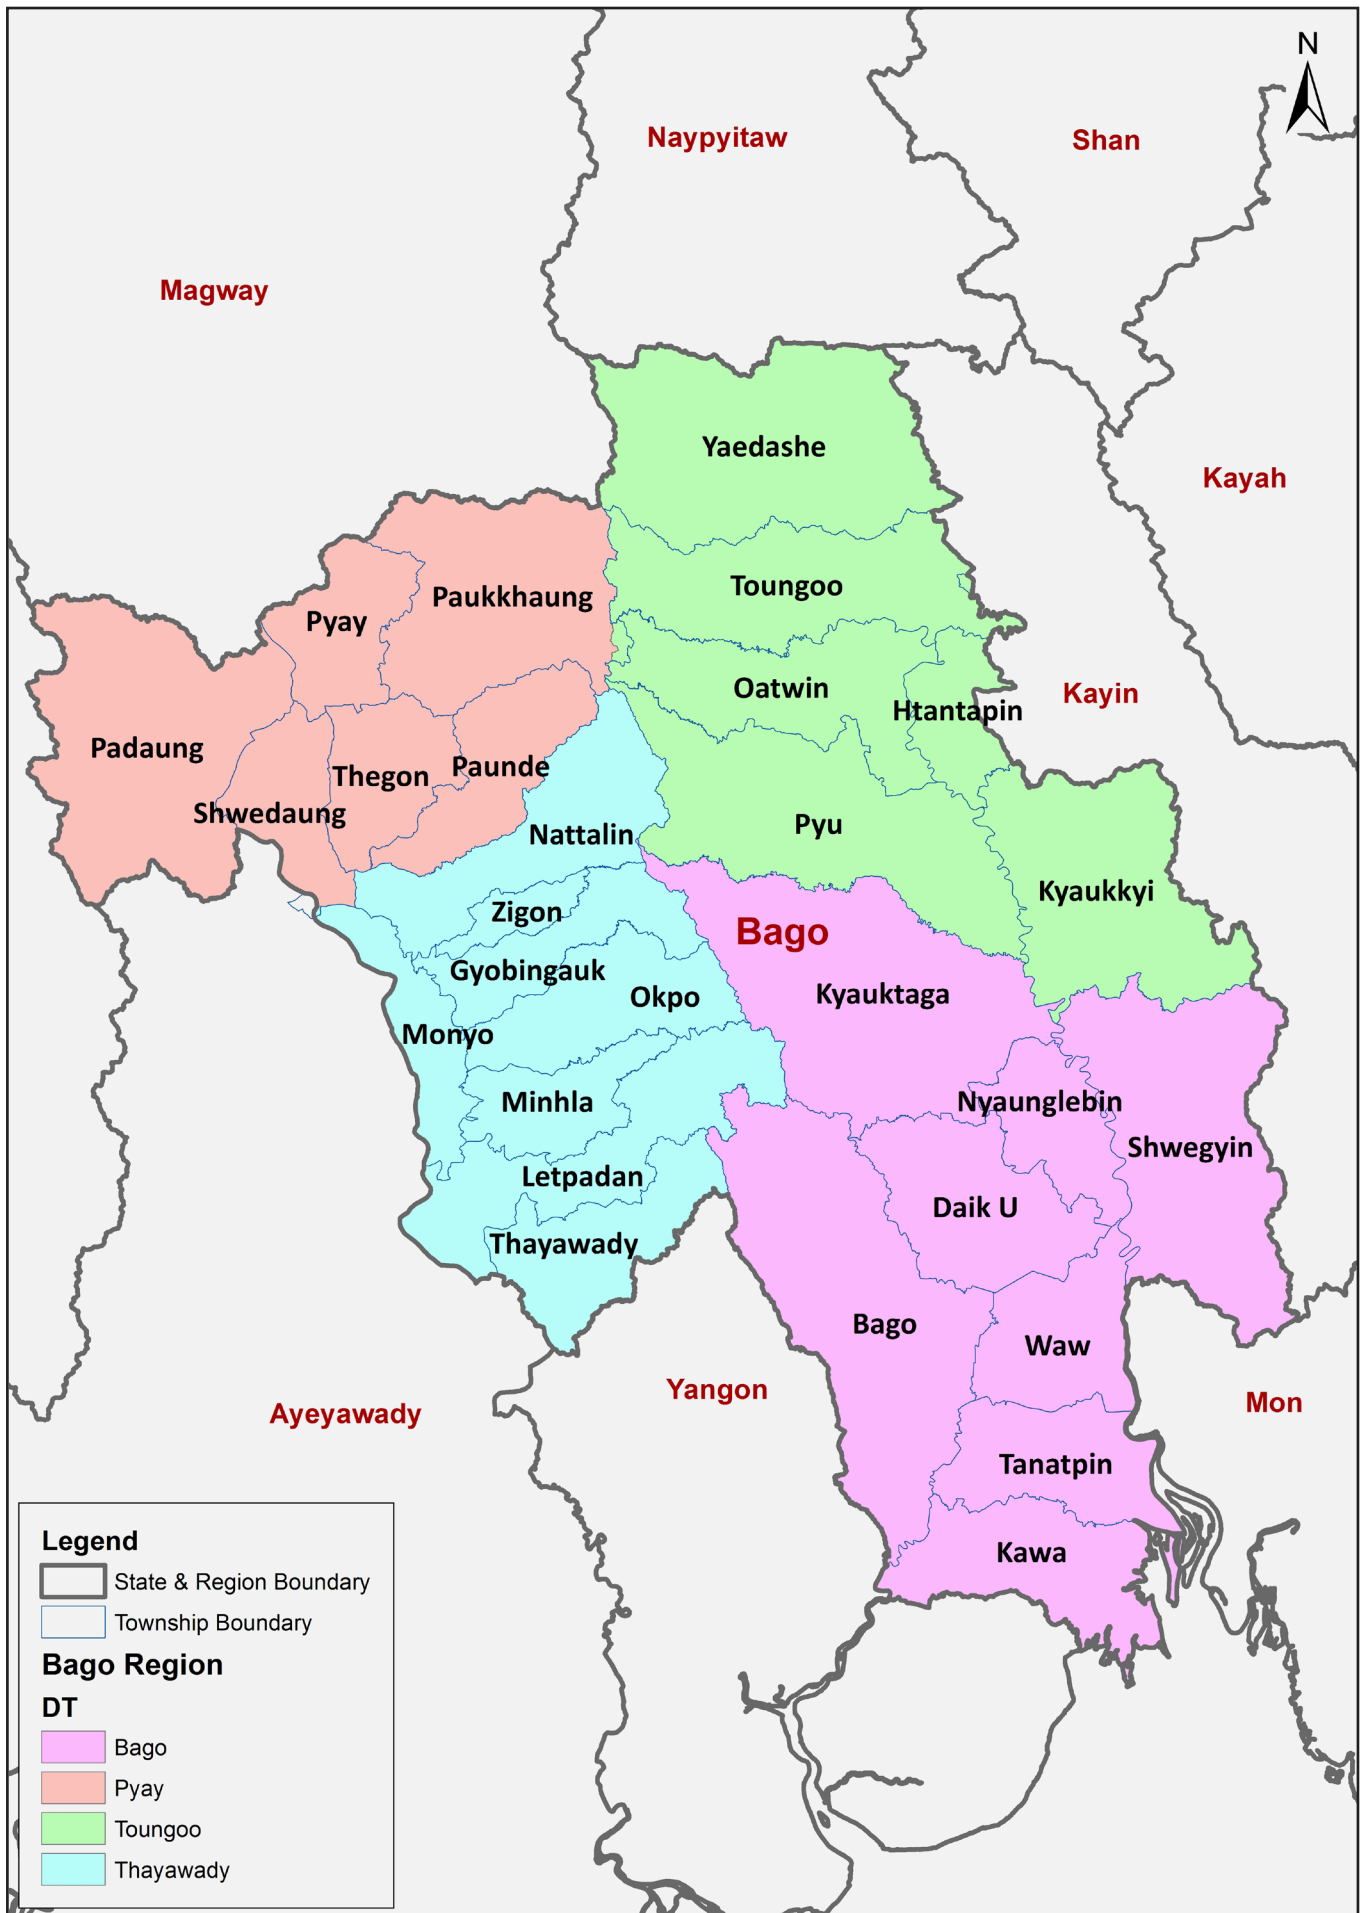 N
Naypyitaw
Shan
Magway
Yaedashe
Kayah
Toungoo
Paukkhaung
Pyay
Oatwin
Kayin
Htantapin
Padaung
Thegon
Paunde
Shwedaung
Pyu
Nattalin
Kyaukkyi
Zigon
Bago
Gyobingauk
Kyauktaga
Okpo
Monyo
Minhla
Nyaunglebin
Shwegyin
Letpadan
Daik U
Thayawady
Bago
Waw
Yangon
Mon
Ayeyawady
Tanatpin
Kawa
Legend
State & Region Boundary
Township Boundary
Bago Region
DT
Bago
Pyay
Toungoo
Thayawady